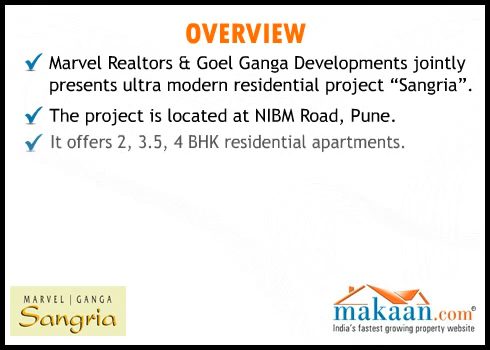 OVERVIEW
Marvel Realtors & Goel Ganga Developments jointly
presents ultra modern residential project “Sangria”.
The project is located at NIBM Road, Pune.
It offers 2, 3.5, 4 BHK residential apartments.
MARVEL | GANGA
Sangria
makaan.com®
India's fastest growing property website